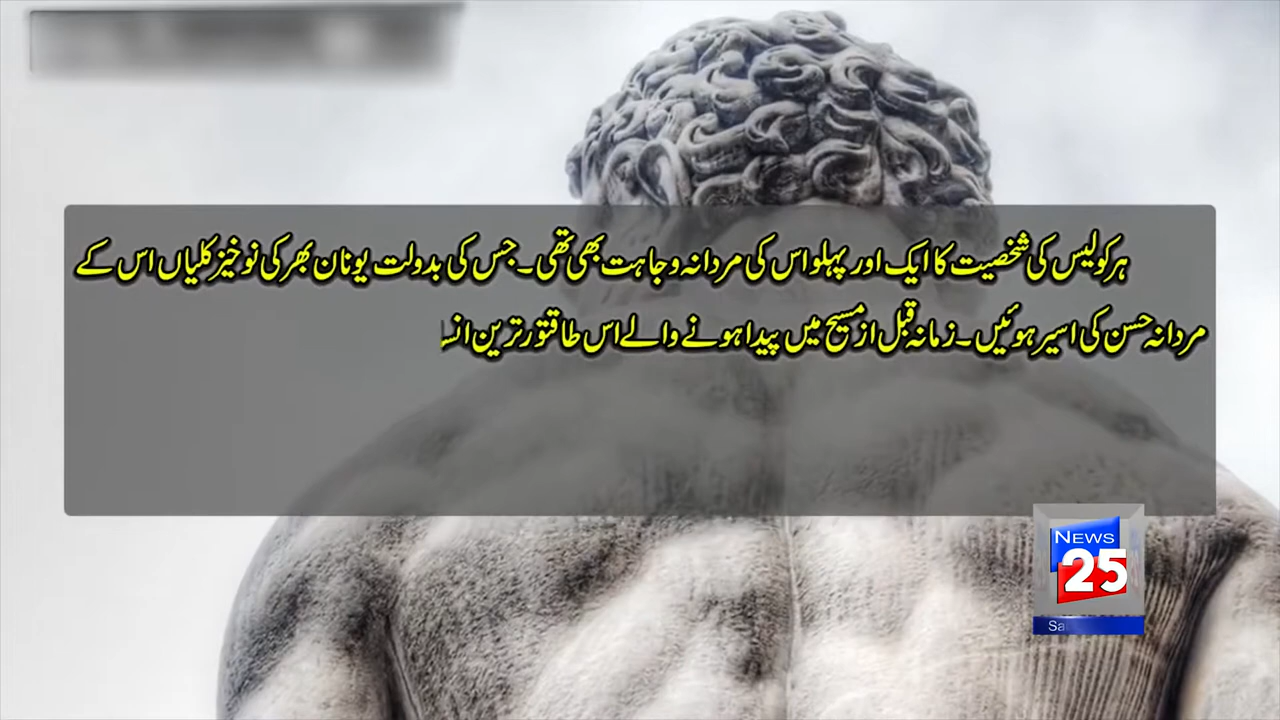 ہرکولیس کی شخصیت کا ایک اور پہلو اس کی مردانہ وجاہت بھی تھی۔ جس کی بدولت یونان بھر کی نوخیز کلیاں اس کے
مردانہ حسن کی اسیر ہوئیں۔ زمانہ قبل از مسیح میں پیدا ہونے والے اس طاقتور ترین
News
25